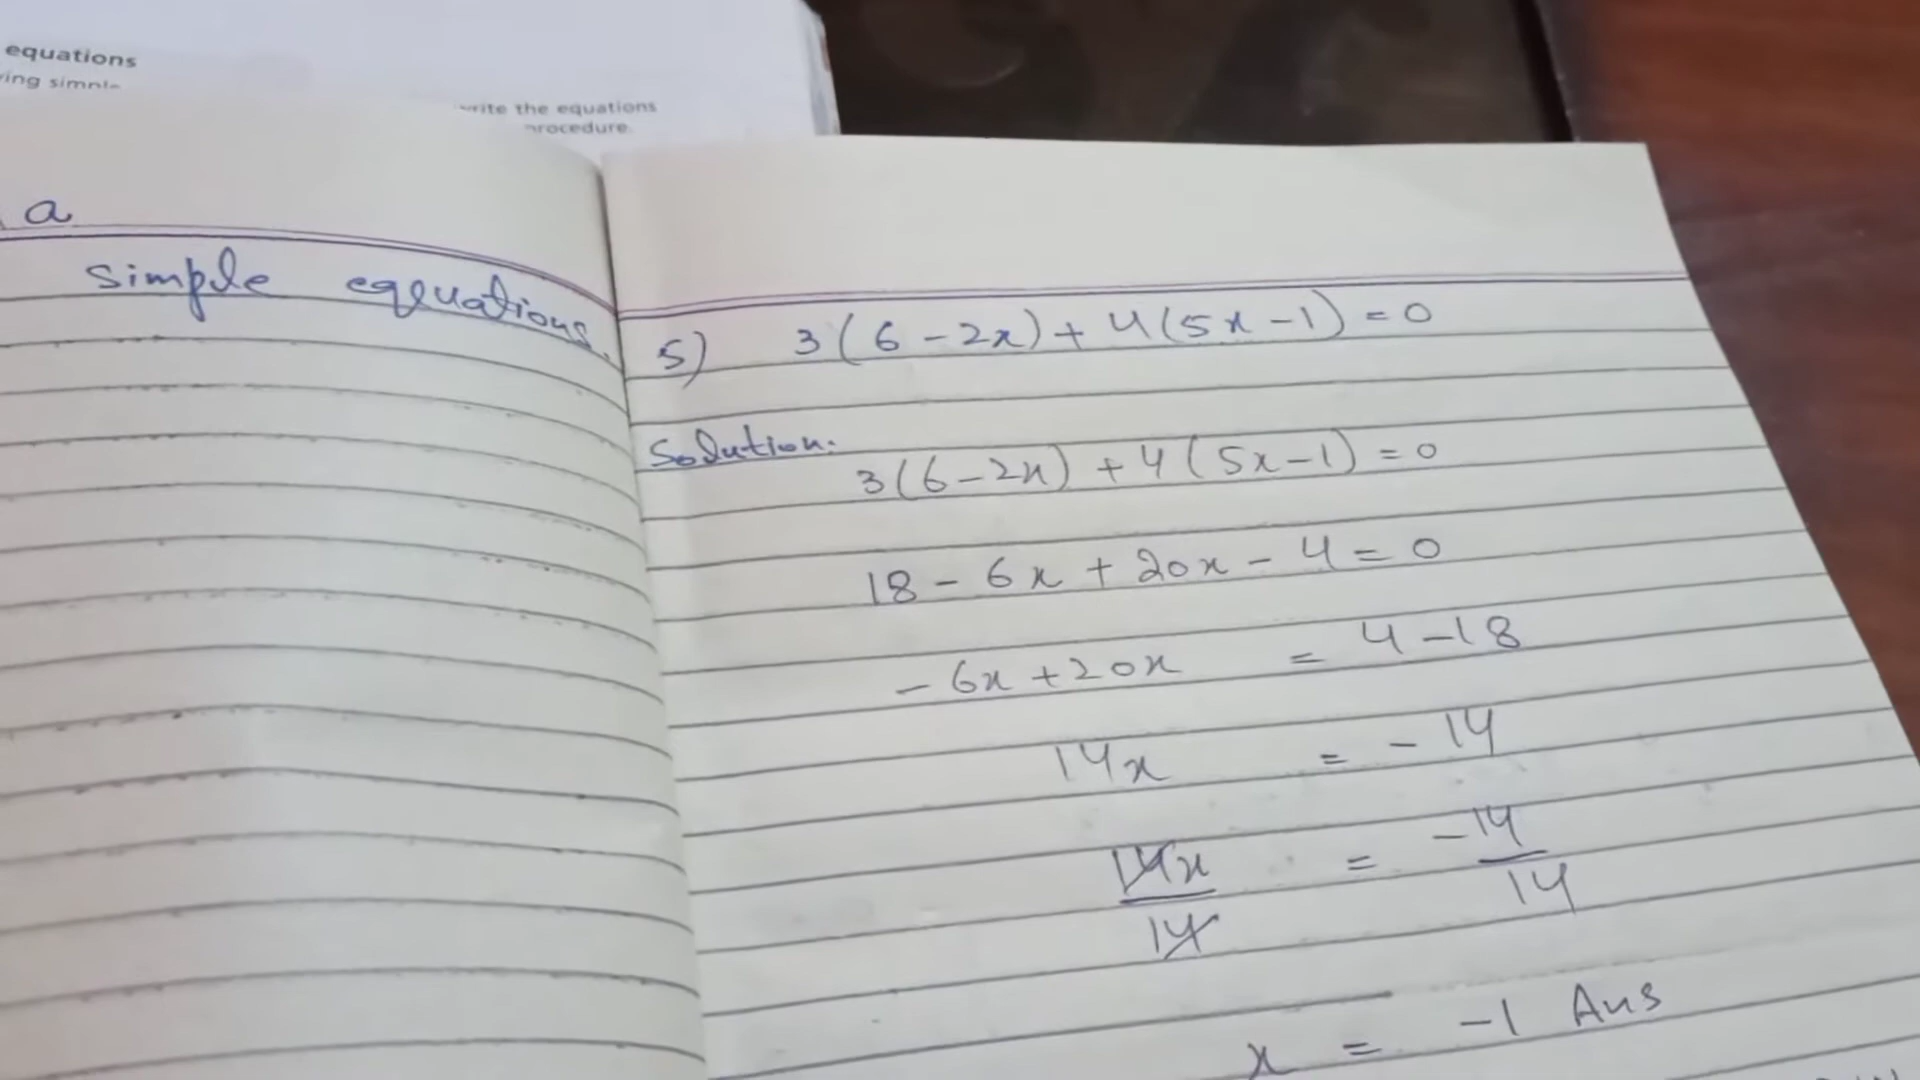 equations
ing simple
write the equations
procedure.
a
Simple equations.
5) 3(6-2x)+4(5x-1)=0
Solution:
3(6-2x)+4(5x-1)=0
18-6x+20x-4=0
-6x+20x = 4-18
14x = -14
14x/14 = -14/14
x = -1 Ans